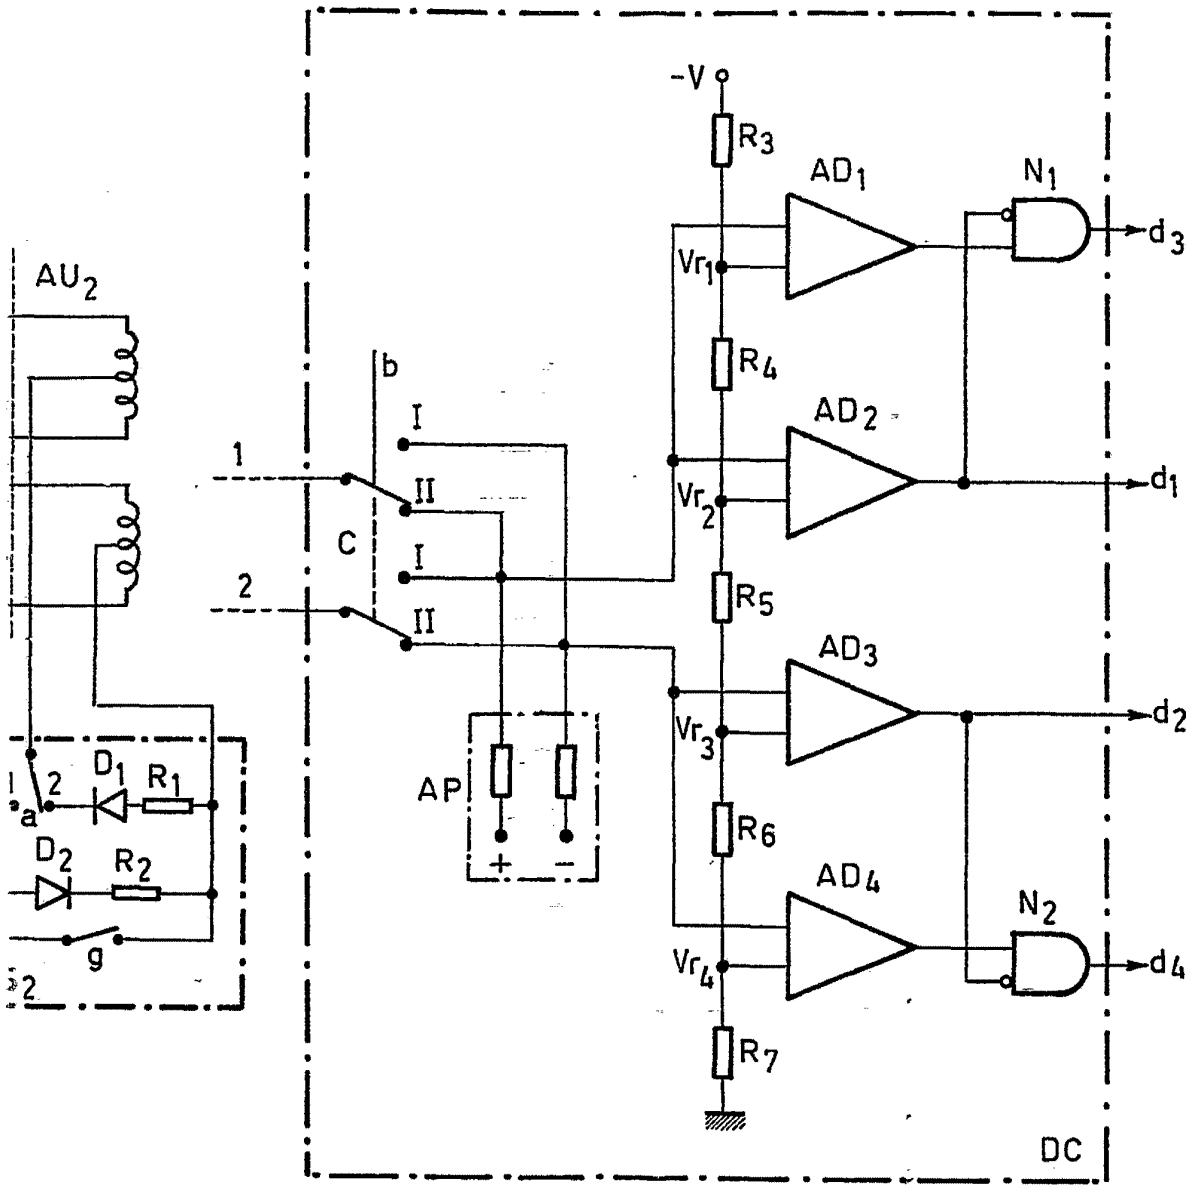 -V
R3
AD1
N1
d3
Vr1
AU2
R4
b
I
AD2
1
II
Vr2
d1
C
I
2
II
R5
AD3
Vr3
d2
D1
R1
2
a
AP
+
-
R6
D2
R2
AD4
N2
g
Vr4
d4
2
R7
DC